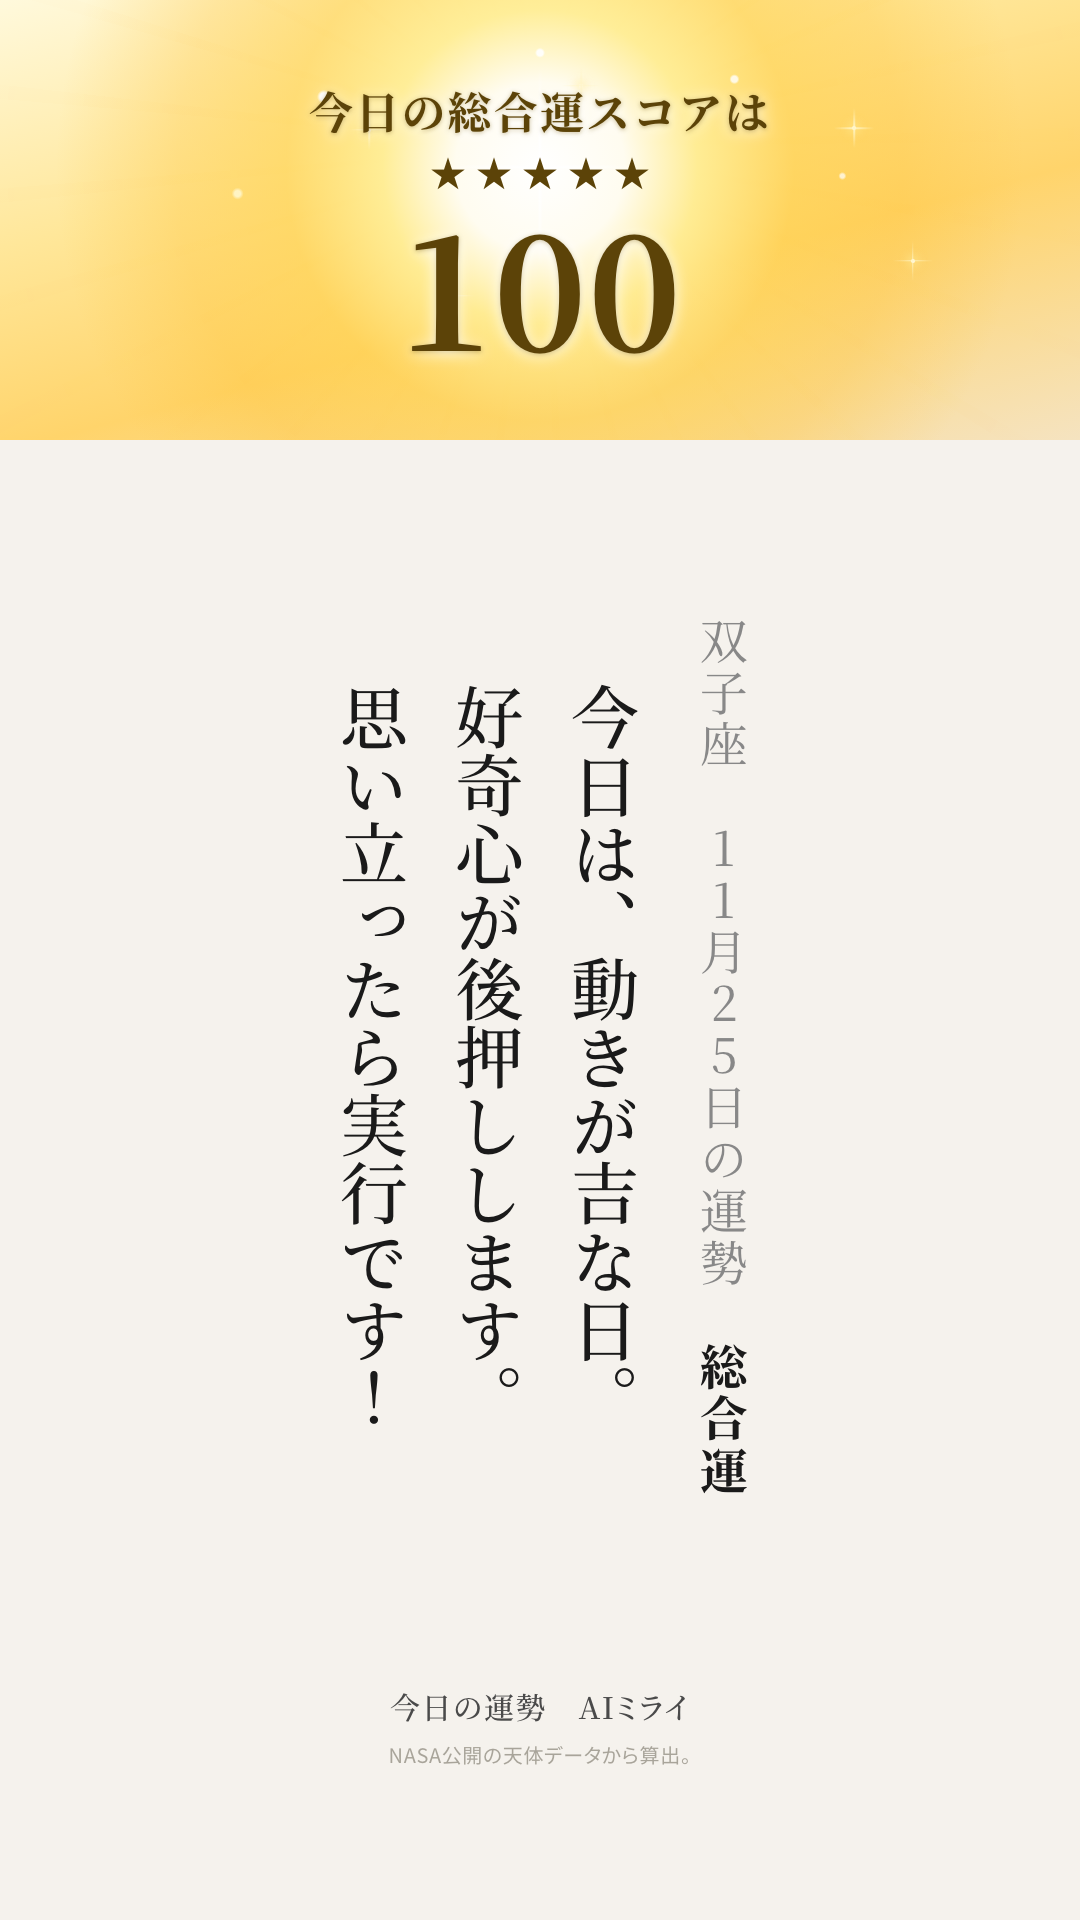 今日の総合運スコアは
★★★★★
100
双子座　11月25日の運勢　総合運
今日は、動きが吉な日。
好奇心が後押しします。
思い立ったら実行です！
今日の運勢　AIミライ
NASA公開の天体データから算出。